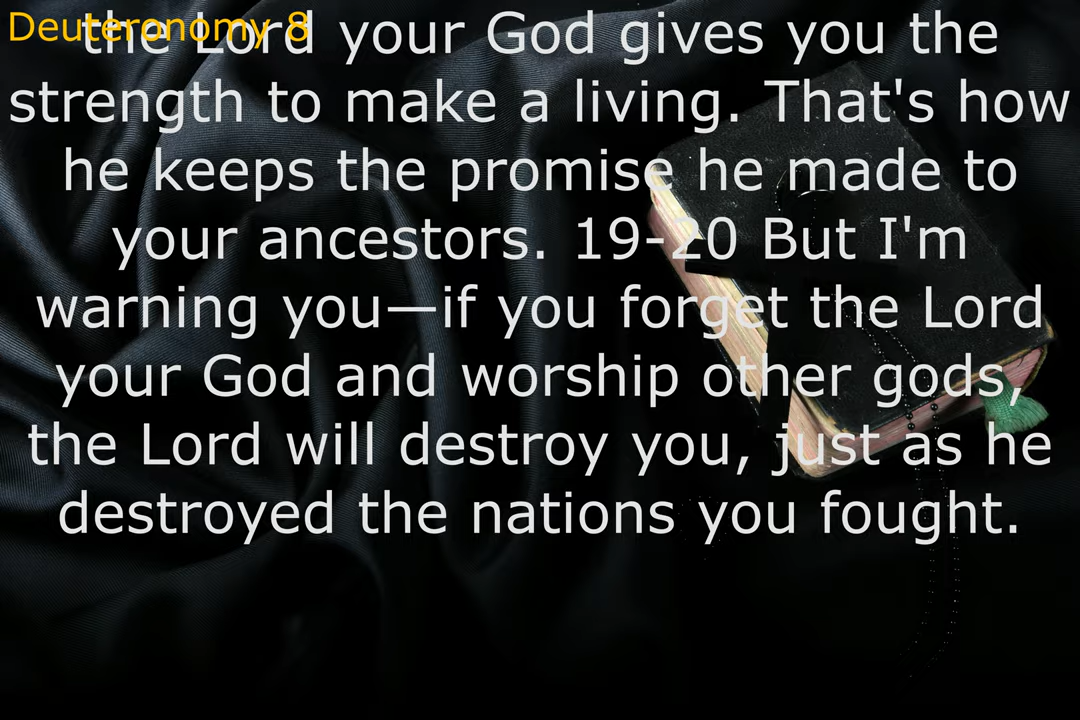 Deuteronomy 8
the Lord your God gives you the
strength to make a living. That's how
he keeps the promise he made to
your ancestors. 19-20 But I'm
warning you—if you forget the Lord
your God and worship other gods,
the Lord will destroy you, just as he
destroyed the nations you fought.